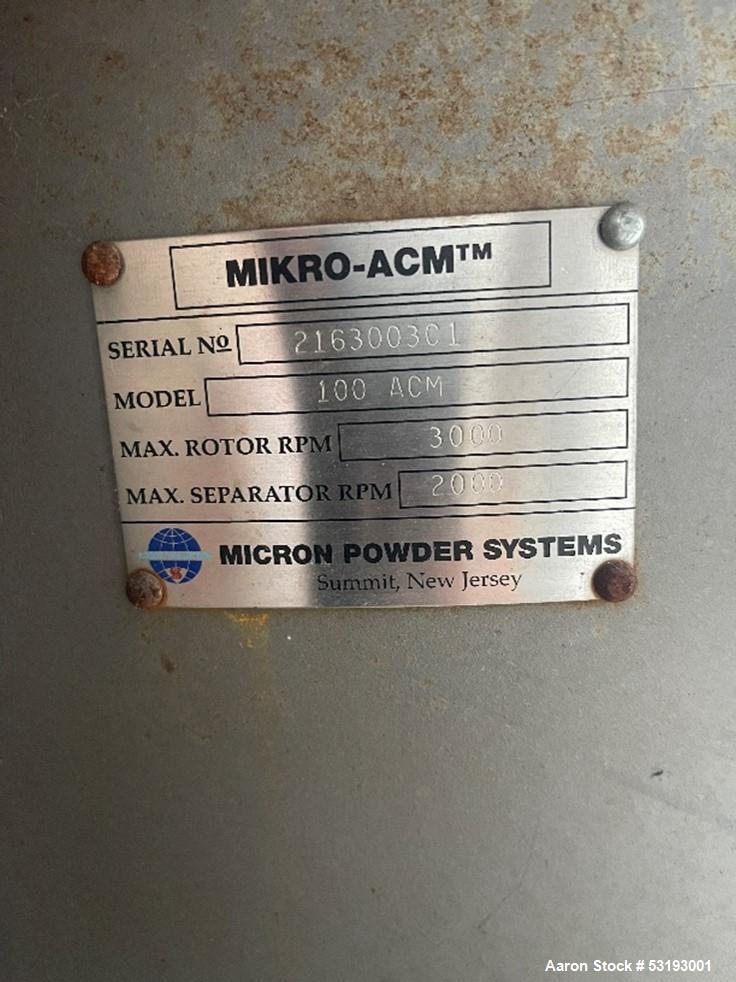 MIKRO-ACM™
SERIAL Nº 2163003C1
MODEL 100 ACM
MAX. ROTOR RPM 3000
MAX. SEPARATOR RPM 2000
MICRON POWDER SYSTEMS
Summit, New Jersey
Aaron Stock # 53193001